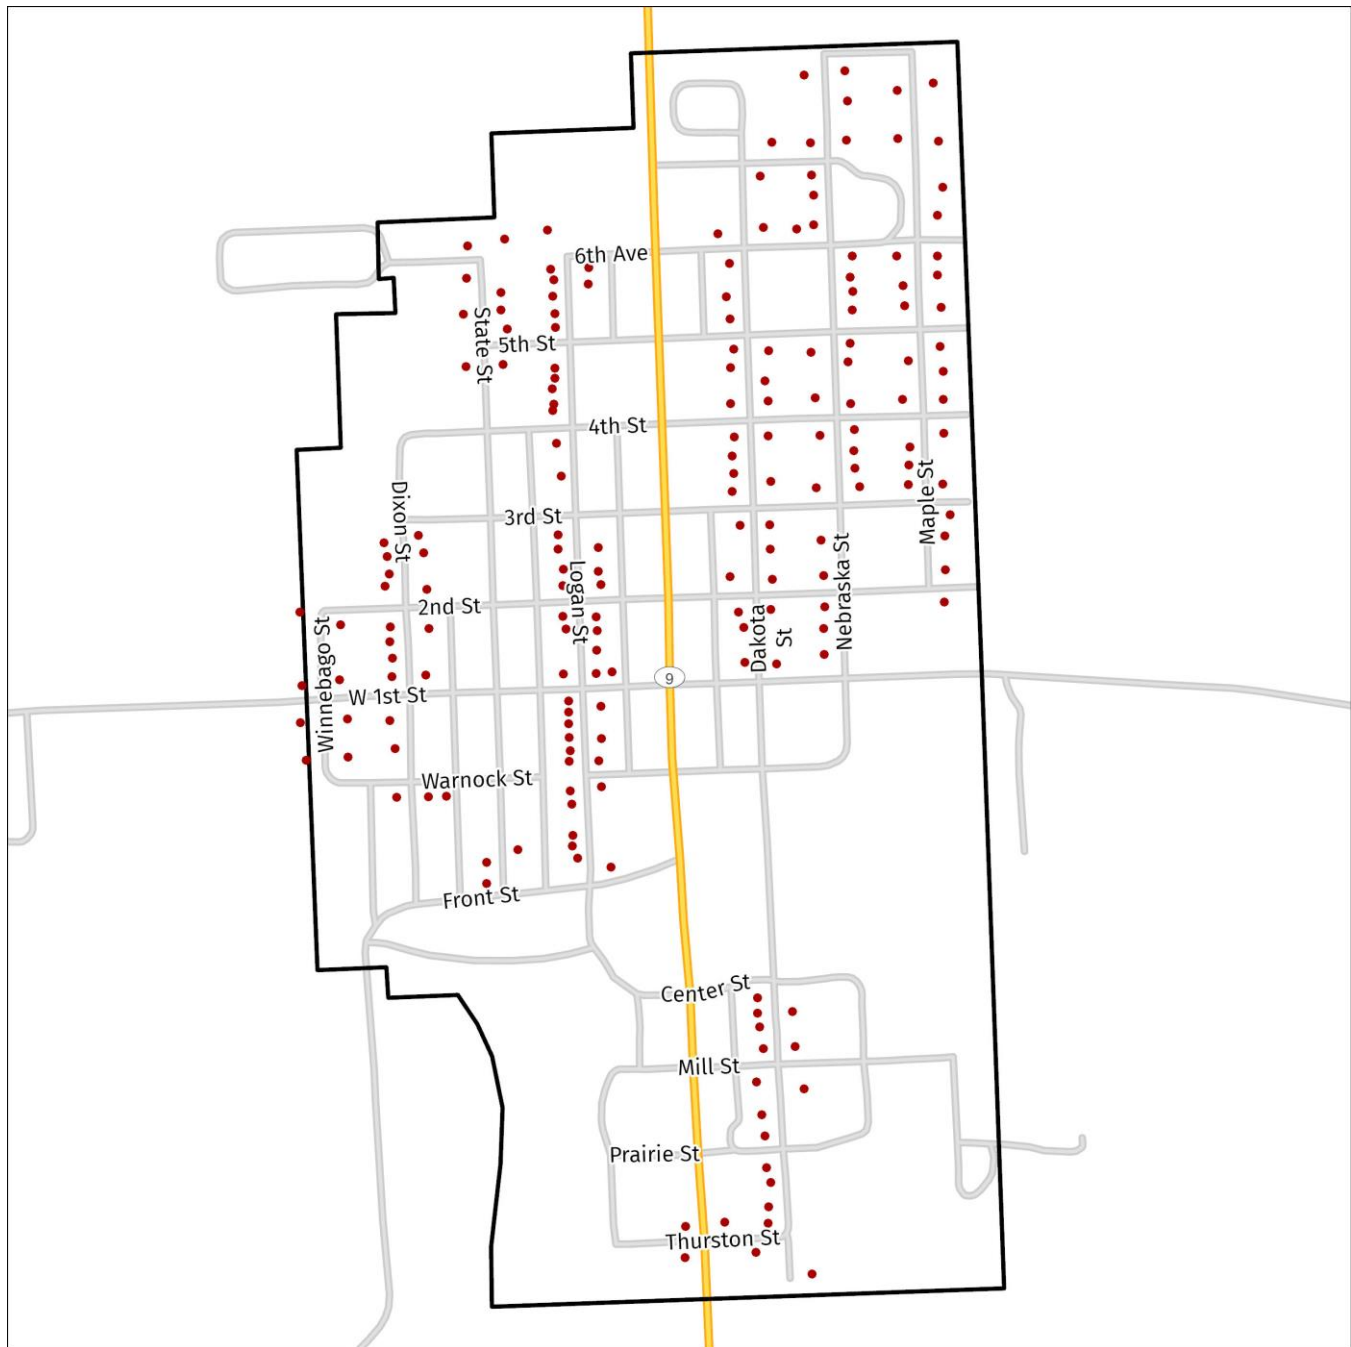 6th Ave
State St
5th St
4th St
Dixon St
3rd St
Maple St
Logan St
Nebraska St
2nd St
Dakota
St
Winnebago St
9
W 1st St
Warnock St
Front St
Center St
Mill St
Prairie St
Thurston St